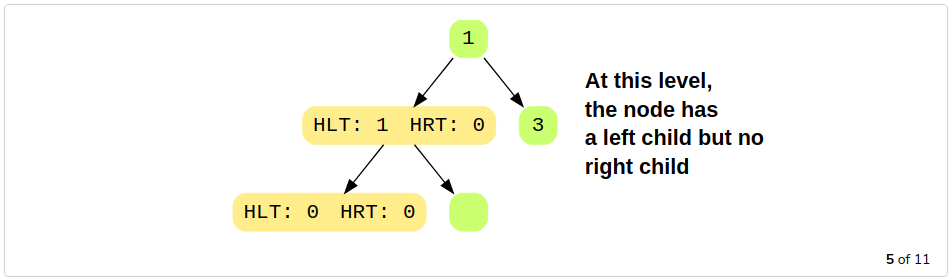 1
At this level,
the node has
HLT: 1 HRT: 0
3
a left child but no
right child
HLT: 0 HRT: 0
5 of 11